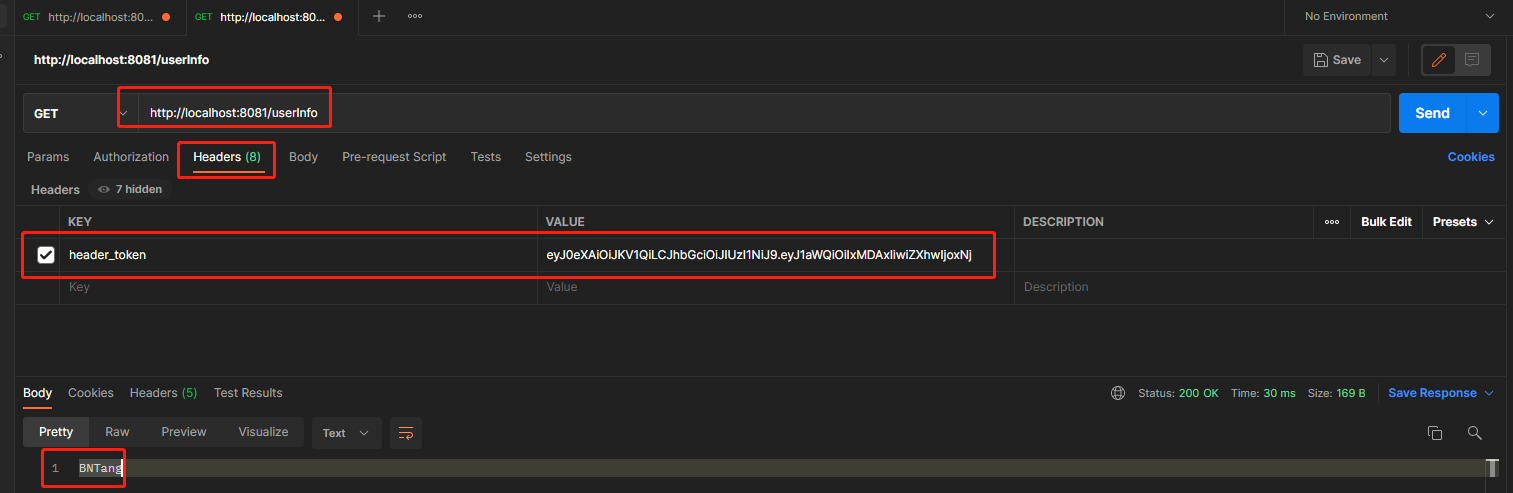 GET http://localhost:80... GET http://localhost:80... No Environment
http://localhost:8081/userInfo Save
GET http://localhost:8081/userInfo Send
Params Authorization Headers (8) Body Pre-request Script Tests Settings Cookies
Headers 7 hidden
KEY VALUE DESCRIPTION Bulk Edit Presets
header_token eyJ0eXAiOiJKV1QiLCJhbGciOiJIUzI1NiJ9.eyJ1aWQiOiIxMDAxIiwiZXhwIjoxNj
Key Value Description
Body Cookies Headers (5) Test Results Status: 200 OK Time: 30 ms Size: 169 B Save Response
Pretty Raw Preview Visualize Text
1 BNTang